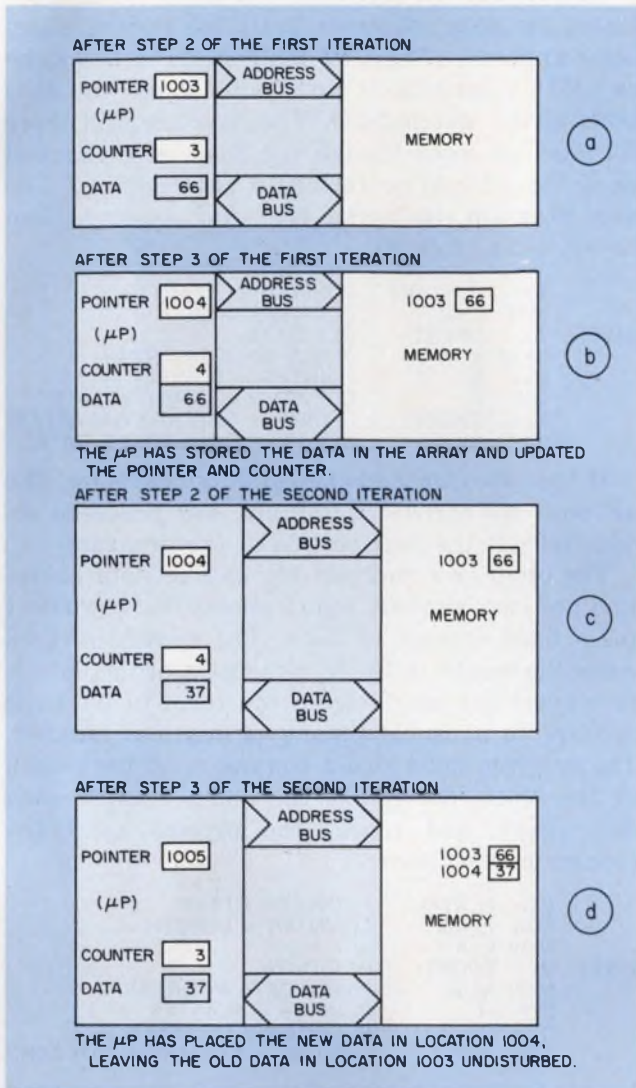 AFTER STEP 2 OF THE FIRST ITERATION
POINTER 1003
ADDRESS
BUS
(μP)
MEMORY
a
COUNTER 3
DATA 66
DATA
BUS
AFTER STEP 3 OF THE FIRST ITERATION
POINTER 1004
ADDRESS
BUS
1003 66
(μP)
MEMORY
b
COUNTER 4
DATA 66
DATA
BUS
THE μP HAS STORED THE DATA IN THE ARRAY AND UPDATED
THE POINTER AND COUNTER.
AFTER STEP 2 OF THE SECOND ITERATION
ADDRESS
BUS
POINTER 1004
1003 66
(μP)
MEMORY
c
COUNTER 4
DATA 37
DATA
BUS
AFTER STEP 3 OF THE SECOND ITERATION
ADDRESS
BUS
POINTER 1005
1003 66
1004 37
(μP)
MEMORY
d
COUNTER 3
DATA 37
DATA
BUS
THE μP HAS PLACED THE NEW DATA IN LOCATION 1004,
LEAVING THE OLD DATA IN LOCATION 1003 UNDISTURBED.